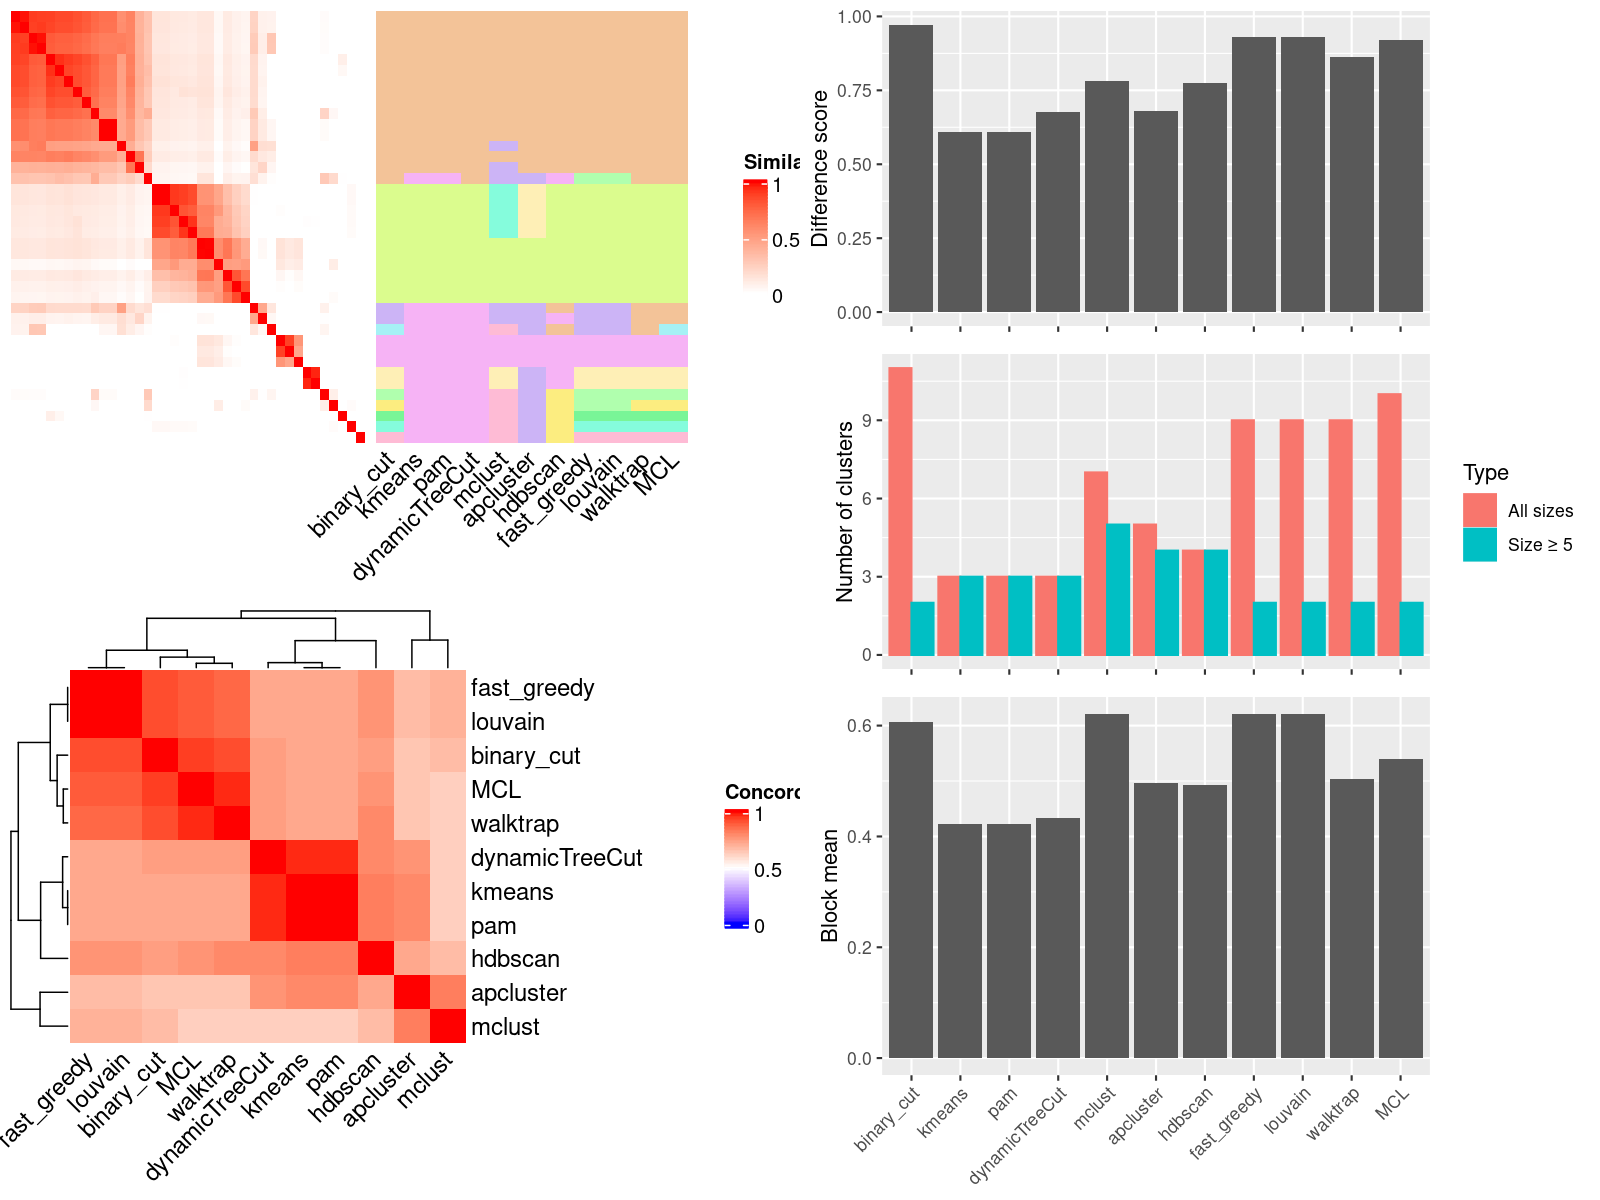 Simila
1
0.5
0
binary_cut
kmeans
pam
dynamicTreeCut
mclust
apcluster
hdbscan
fast_greedy
louvain
walktrap
MCL
fast_greedy
louvain
binary_cut
MCL
walktrap
dynamicTreeCut
kmeans
pam
hdbscan
apcluster
mclust
Concord
1
0.5
0
fast_greedy
louvain
binary_cut
MCL
walktrap
dynamicTreeCut
kmeans
pam
hdbscan
apcluster
mclust
Difference score
1.00
0.75
0.50
0.25
0.00
Number of clusters
9
6
3
0
Type
All sizes
Size ≥ 5
Block mean
0.6
0.4
0.2
0.0
binary_cut
kmeans
pam
dynamicTreeCut
mclust
apcluster
hdbscan
fast_greedy
louvain
walktrap
MCL